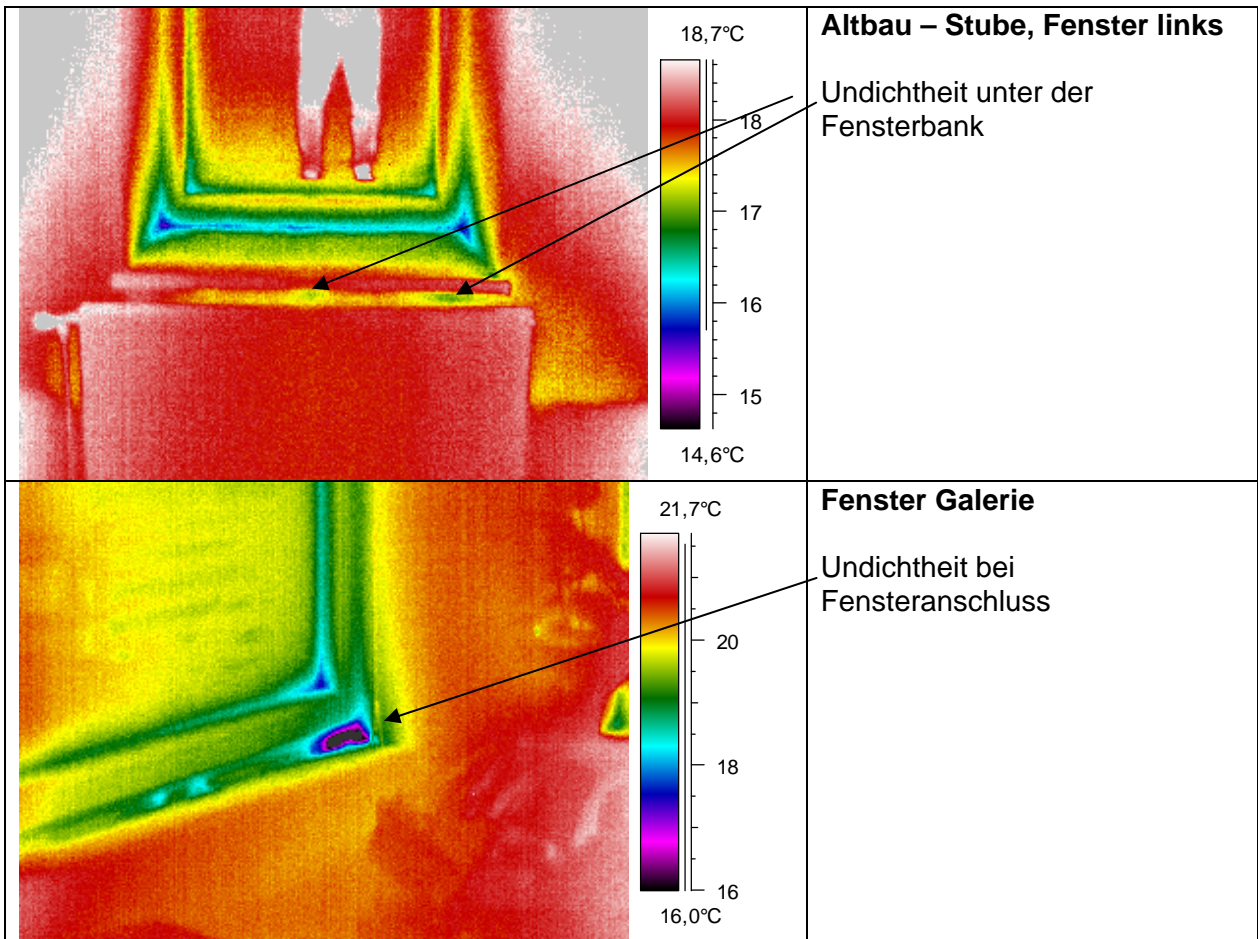 18,7°C
18
17
16
15
14,6°C
Altbau – Stube, Fenster links
Undichtheit unter der
Fensterbank
21,7°C
20
18
16
16,0°C
Fenster Galerie
Undichtheit bei
Fensteranschluss